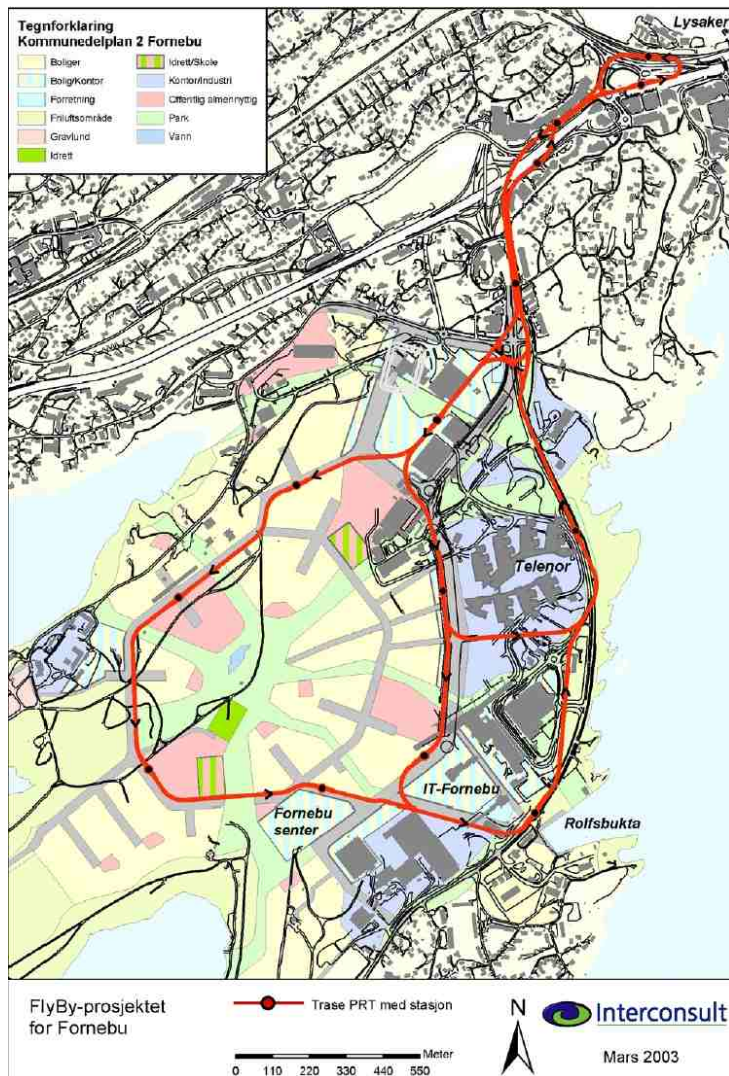 Tegnforklaring
Kommunedelplan 2 Fornebu
Boliger
Bolig/Kontor
Forretning
Friluftsområde
Gravlund
Idrett
Idrett/Skole
Kontor/Industri
Offentlig almennyttig
Park
Vann
Lysaker
Telenor
IT-Fornebu
Fornebu
senter
Rolfsbukta
FlyBy-prosjektet
for Fornebu
Trase PRT med stasjon
Meter
0 110 220 330 440 550
N
Interconsult
Mars 2003